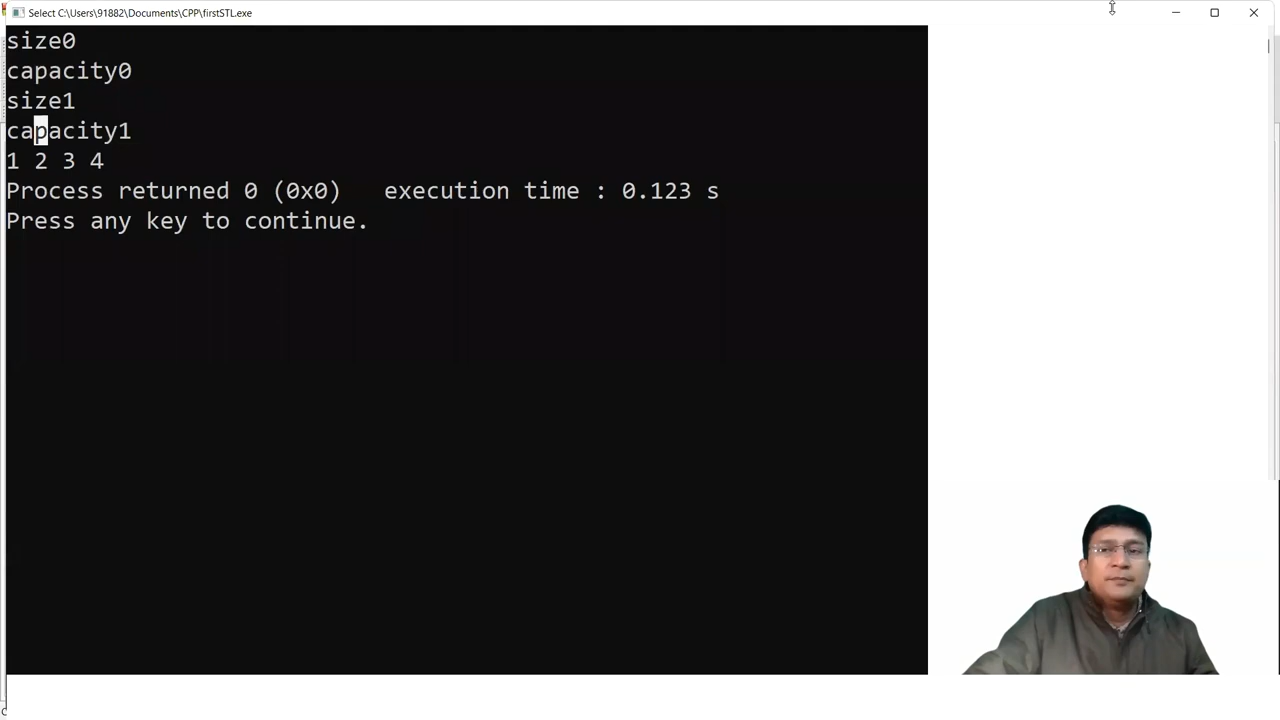 Select C:\Users\91882\Documents\CPP\firstSTL.exe
size0
capacity0
size1
capacity1
1 2 3 4
Process returned 0 (0x0)   execution time : 0.123 s
Press any key to continue.